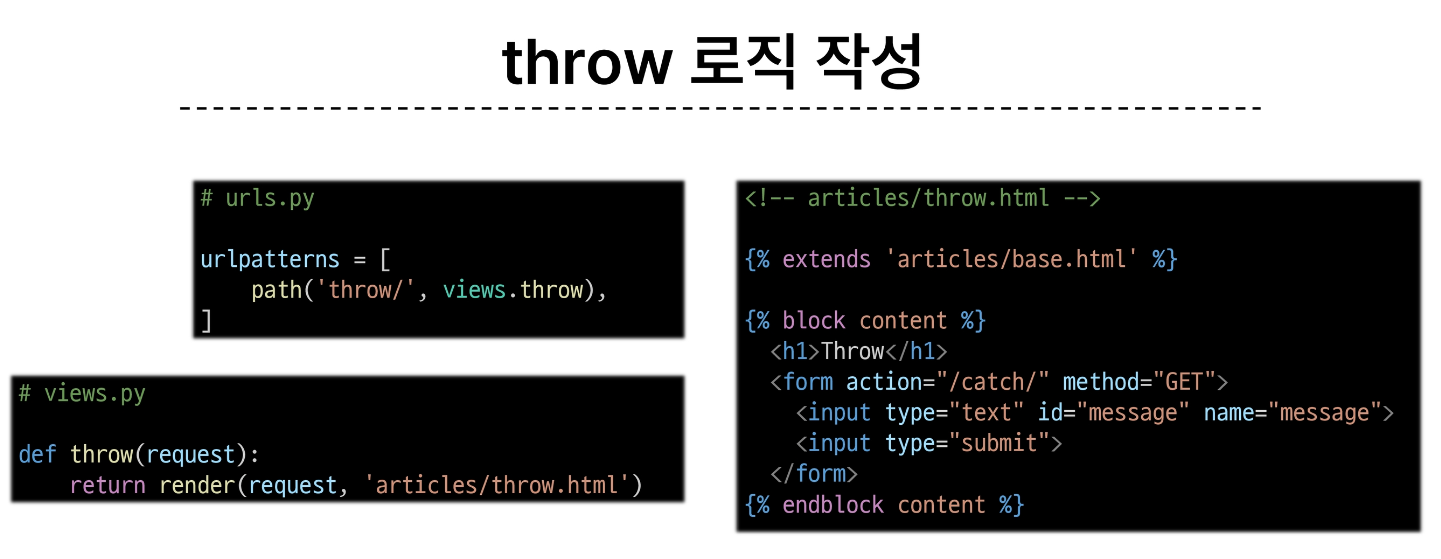 throw 로직 작성
# urls.py
urlpatterns = [
    path('throw/', views.throw),
]
# views.py
def throw(request):
    return render(request, 'articles/throw.html')
<!-- articles/throw.html -->
{% extends 'articles/base.html' %}
{% block content %}
  <h1>Throw</h1>
  <form action="/catch/" method="GET">
    <input type="text" id="message" name="message">
    <input type="submit">
  </form>
{% endblock content %}